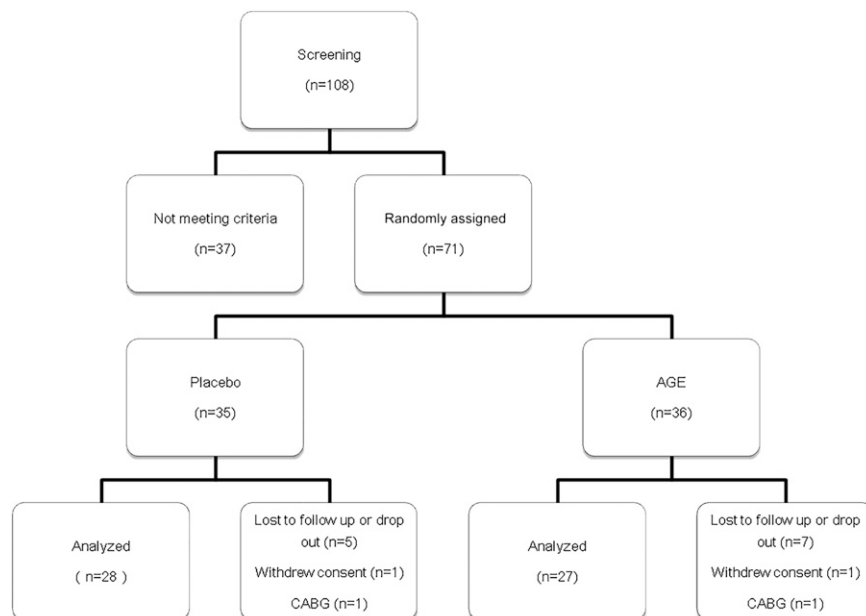 Screening
(n=108)
Not meeting criteria
(n=37)
Randomly assigned
(n=71)
Placebo
(n=35)
AGE
(n=36)
Analyzed
( n=28 )
Lost to follow up or drop
out (n=5)
Withdrew consent (n=1)
CABG (n=1)
Analyzed
(n=27)
Lost to follow up or drop
out (n=7)
Withdrew consent (n=1)
CABG (n=1)